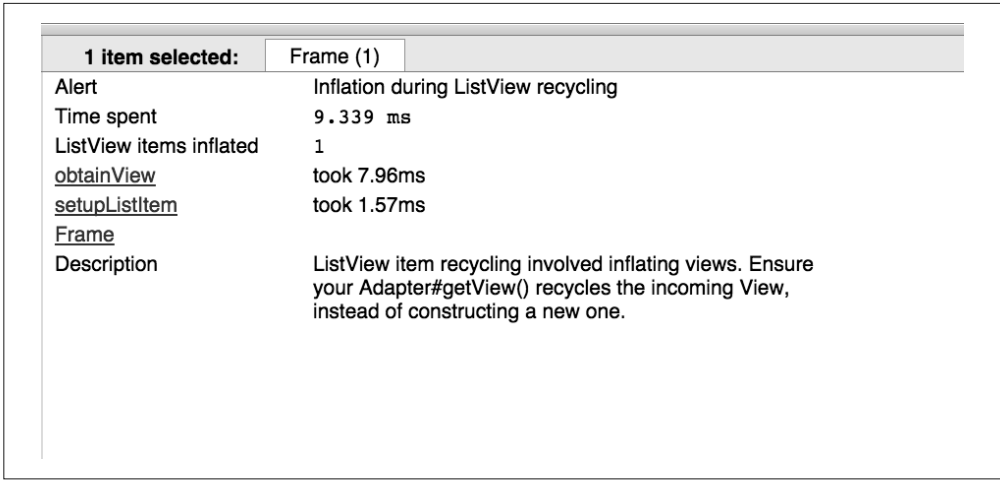 1 item selected: Frame (1)
Alert Inflation during ListView recycling
Time spent 9.339 ms
ListView items inflated 1
obtainView took 7.96ms
setupListItem took 1.57ms
Frame
Description ListView item recycling involved inflating views. Ensure
your Adapter#getView() recycles the incoming View,
instead of constructing a new one.